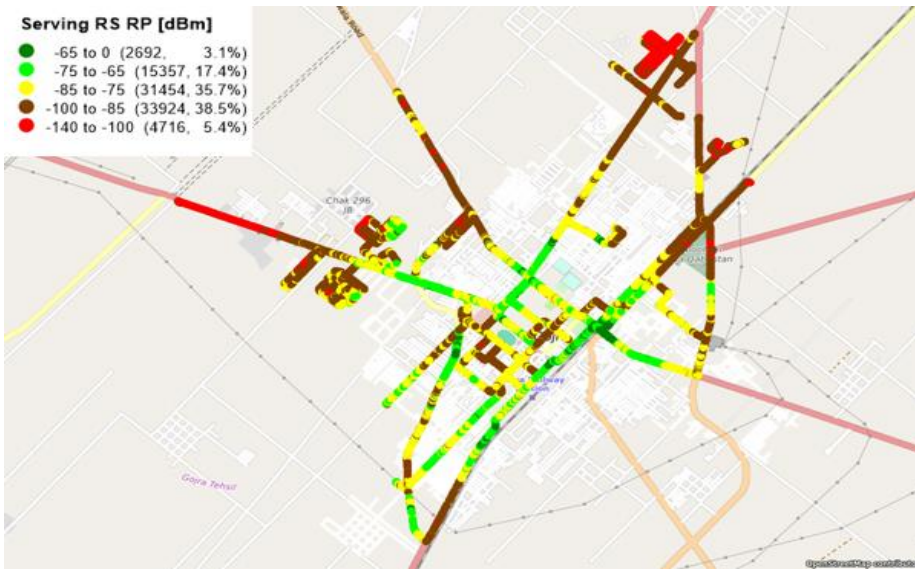 Serving RS RP [dBm]
-65 to 0 (2692, 3.1%)
-75 to -65 (15357, 17.4%)
-85 to -75 (31454, 35.7%)
-100 to -85 (33924, 38.5%)
-140 to -100 (4716, 5.4%)
Chak 296
JB
Gojra Tehsil
OpenStreetMap contribut